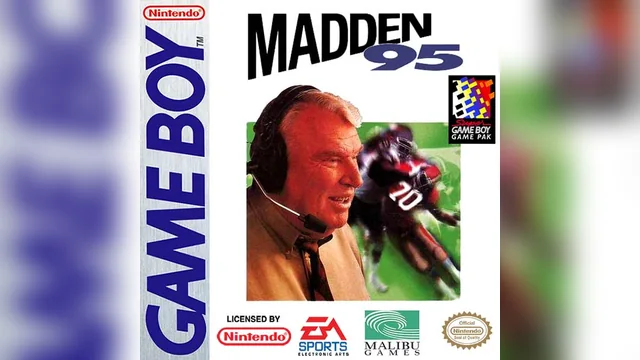 Nintendo
GAME BOY
TM
MADDEN
95
GAME BOY
GAME PAK
20
LICENSED BY
Nintendo
EA
SPORTS
ELECTRONIC ARTS
MALIBU
GAMES
Official
Nintendo
Seal of Quality